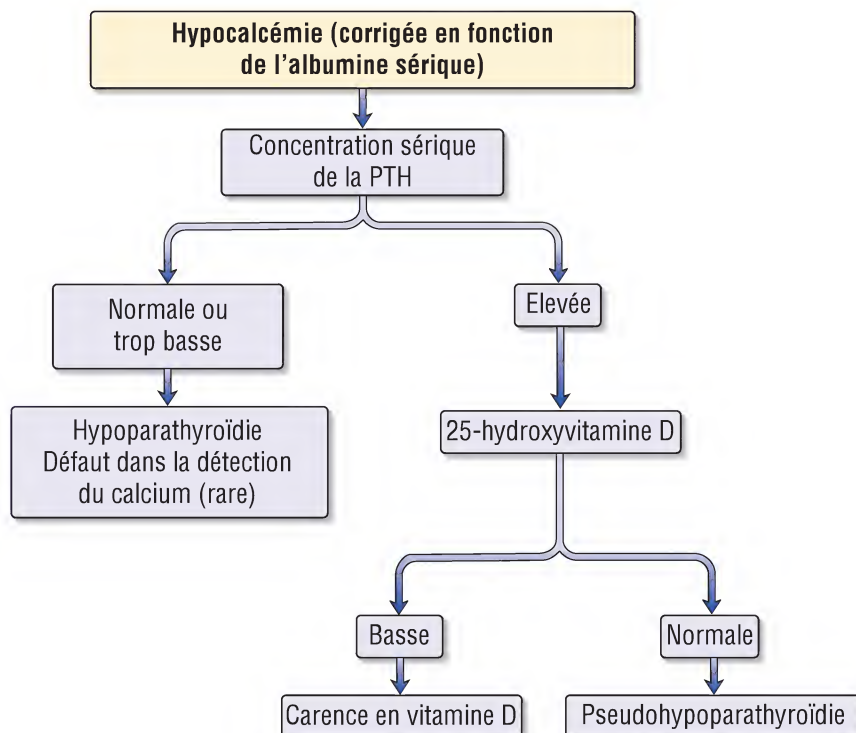 Hypocalcémie (corrigée en fonction
de l'albumine sérique)
Concentration sérique
de la PTH
Normale ou
trop basse
Elevée
Hypoparathyroïdie
Défaut dans la détection
du calcium (rare)
25-hydroxyvitamine D
Basse
Normale
Carence en vitamine D
Pseudohypoparathyroïdie